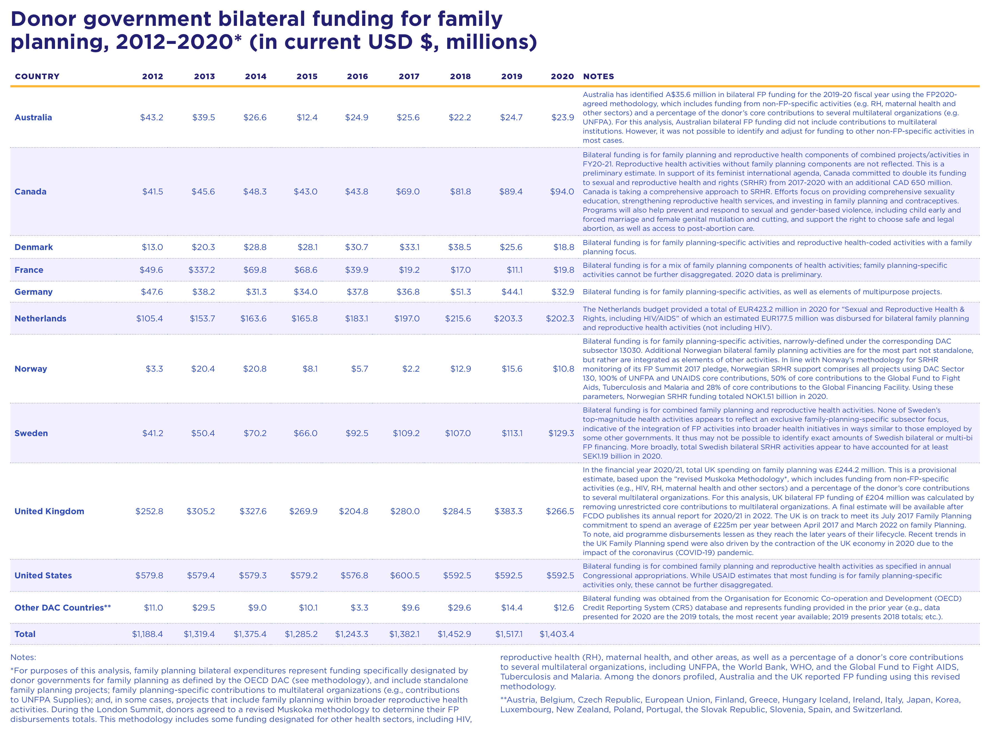 Donor government bilateral funding for family
planning, 2012–2020* (in current USD $, millions)
COUNTRY 2012 2013 2014 2015 2016 2017 2018 2019 2020 NOTES
Australia $43.2 $39.5 $26.6 $12.4 $24.9 $25.6 $22.2 $24.7 $23.9
Australia has identified A$35.6 million in bilateral FP funding for the 2019-20 fiscal year using the FP2020-
agreed methodology, which includes funding from non-FP-specific activities (e.g. RH, maternal health and
other sectors) and a percentage of the donor’s core contributions to several multilateral organizations (e.g.
UNFPA). For this analysis, Australian bilateral FP funding did not include contributions to multilateral
institutions. However, it was not possible to identify and adjust for funding to other non-FP-specific activities in
most cases.
Canada $41.5 $45.6 $48.3 $43.0 $43.8 $69.0 $81.8 $89.4 $94.0
Bilateral funding is for family planning and reproductive health components of combined projects/activities in
FY20-21. Reproductive health activities without family planning components are not reflected. This is a
preliminary estimate. In support of its feminist international agenda, Canada committed to double its funding
to sexual and reproductive health and rights (SRHR) from 2017-2020 with an additional CAD 650 million.
Canada is taking a comprehensive approach to SRHR. Efforts focus on providing comprehensive sexuality
education, strengthening reproductive health services, and investing in family planning and contraceptives.
Programs will also help prevent and respond to sexual and gender-based violence, including child early and
forced marriage and female genital mutilation and cutting, and support the right to choose safe and legal
abortion, as well as access to post-abortion care.
Denmark $13.0 $20.3 $28.8 $28.1 $30.7 $33.1 $38.5 $25.6 $18.8
Bilateral funding is for family planning-specific activities and reproductive health-coded activities with a family
planning focus.
France $49.6 $337.2 $69.8 $68.6 $39.9 $19.2 $17.0 $11.1 $19.8
Bilateral funding is for a mix of family planning components of health activities; family planning-specific
activities cannot be further disaggregated. 2020 data is preliminary.
Germany $47.6 $38.2 $31.3 $34.0 $37.8 $36.8 $51.3 $44.1 $32.9
Bilateral funding is for family planning-specific activities, as well as elements of multipurpose projects.
Netherlands $105.4 $153.7 $163.6 $165.8 $183.1 $197.0 $215.6 $203.3 $202.3
The Netherlands budget provided a total of EUR423.2 million in 2020 for “Sexual and Reproductive Health &
Rights, including HIV/AIDS” of which an estimated EUR177.5 million was disbursed for bilateral family planning
and reproductive health activities (not including HIV).
Norway $3.3 $20.4 $20.8 $8.1 $5.7 $2.2 $12.9 $15.6 $10.8
Bilateral funding is for family planning-specific activities, narrowly-defined under the corresponding DAC
subsector 13030. Additional Norwegian bilateral family planning activities are for the most part not standalone,
but rather are integrated as elements of other activities. In line with Norway’s methodology for SRHR
monitoring of its FP Summit 2017 pledge, Norwegian SRHR support comprises all projects using DAC Sector
130, 100% of UNFPA and UNAIDS core contributions, 50% of core contributions to the Global Fund to Fight
Aids, Tuberculosis and Malaria and 28% of core contributions to the Global Financing Facility. Using these
parameters, Norwegian SRHR funding totaled NOK1.51 billion in 2020.
Sweden $41.2 $50.4 $70.2 $66.0 $92.5 $109.2 $107.0 $113.1 $129.3
Bilateral funding is for combined family planning and reproductive health activities. None of Sweden’s
top-magnitude health activities appears to reflect an exclusive family-planning-specific subsector focus,
indicative of the integration of FP activities into broader health initiatives in ways similar to those employed by
some other governments. It thus may not be possible to identify exact amounts of Swedish bilateral or multi-bi
FP financing. More broadly, total Swedish bilateral SRHR activities appear to have accounted for at least
SEK1.19 billion in 2020.
United Kingdom $252.8 $305.2 $327.6 $269.9 $204.8 $280.0 $284.5 $383.3 $266.5
In the financial year 2020/21, total UK spending on family planning was £244.2 million. This is a provisional
estimate, based upon the “revised Muskoka Methodology*, which includes funding from non-FP-specific
activities (e.g., HIV, RH, maternal health and other sectors) and a percentage of the donor’s core contributions
to several multilateral organizations. For this analysis, UK bilateral FP funding of £204 million was calculated by
removing unrestricted core contributions to multilateral organizations. A final estimate will be available after
FCDO publishes its annual report for 2020/21 in 2022. The UK is on track to meet its July 2017 Family Planning
commitment to spend an average of £225m per year between April 2017 and March 2022 on family Planning.
To note, aid programme disbursements lessen as they reach the later years of their lifecycle. Recent trends in
the UK Family Planning spend were also driven by the contraction of the UK economy in 2020 due to the
impact of the coronavirus (COVID-19) pandemic.
United States $579.8 $579.4 $579.3 $579.2 $576.8 $600.5 $592.5 $592.5 $592.5
Bilateral funding is for combined family planning and reproductive health activities as specified in annual
Congressional appropriations. While USAID estimates that most funding is for family planning-specific
activities only, these cannot be further disaggregated.
Other DAC Countries** $11.0 $29.5 $9.0 $10.1 $3.3 $9.6 $29.6 $14.4 $12.6
Bilateral funding was obtained from the Organisation for Economic Co-operation and Development (OECD)
Credit Reporting System (CRS) database and represents funding provided in the prior year (e.g., data
presented for 2020 are the 2019 totals, the most recent year available; 2019 presents 2018 totals; etc.).
Total $1,188.4 $1,319.4 $1,375.4 $1,285.2 $1,243.3 $1,382.1 $1,452.9 $1,517.1 $1,403.4
Notes:
*For purposes of this analysis, family planning bilateral expenditures represent funding specifically designated by
donor governments for family planning as defined by the OECD DAC (see methodology), and include standalone
family planning projects; family planning-specific contributions to multilateral organizations (e.g., contributions
to UNFPA Supplies); and, in some cases, projects that include family planning within broader reproductive health
activities. During the London Summit, donors agreed to a revised Muskoka methodology to determine their FP
disbursements totals. This methodology includes some funding designated for other health sectors, including HIV,
reproductive health (RH), maternal health, and other areas, as well as a percentage of a donor’s core contributions
to several multilateral organizations, including UNFPA, the World Bank, WHO, and the Global Fund to Fight AIDS,
Tuberculosis and Malaria. Among the donors profiled, Australia and the UK reported FP funding using this revised
methodology.
**Austria, Belgium, Czech Republic, European Union, Finland, Greece, Hungary Iceland, Ireland, Italy, Japan, Korea,
Luxembourg, New Zealand, Poland, Portugal, the Slovak Republic, Slovenia, Spain, and Switzerland.